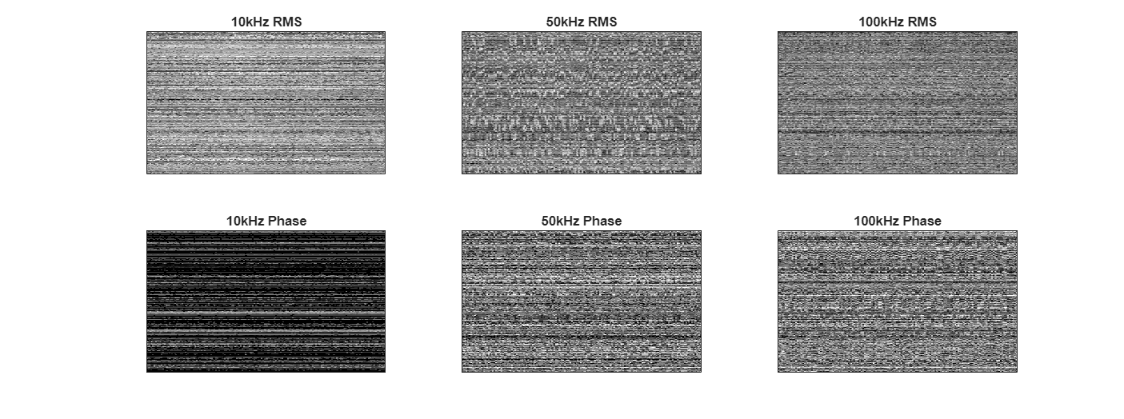 10kHz RMS
50kHz RMS
100kHz RMS
10kHz Phase
50kHz Phase
100kHz Phase